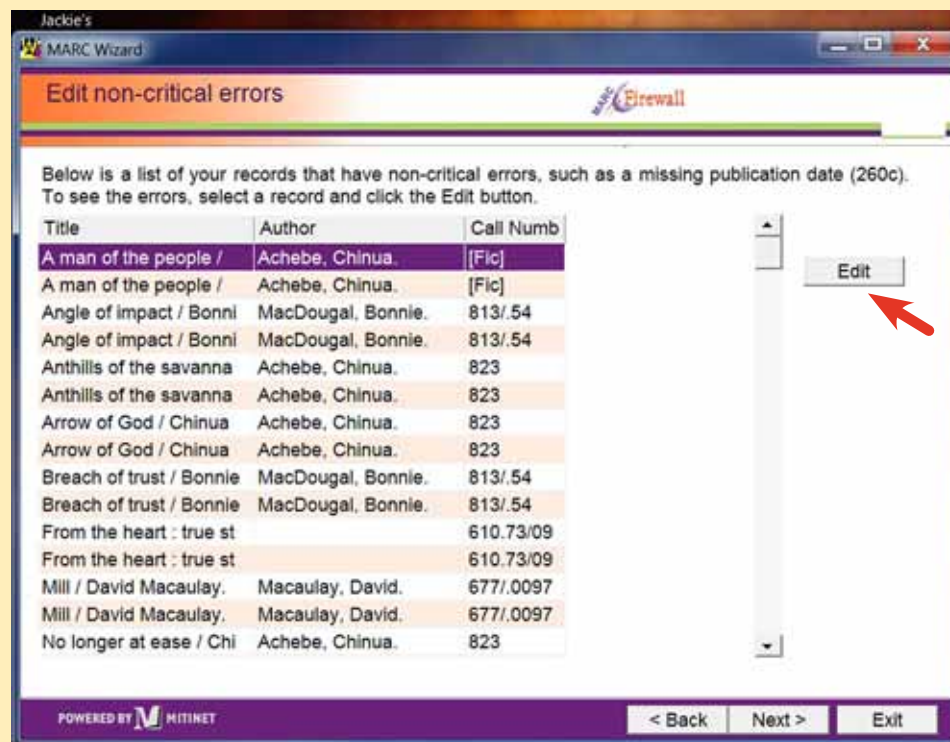 Jackie's
MARC Wizard
Edit non-critical errors
MARC Firewall
Below is a list of your records that have non-critical errors, such as a missing publication date (260c).
To see the errors, select a record and click the Edit button.
Title Author Call Numb
A man of the people / Achebe, Chinua. [Fic]
A man of the people / Achebe, Chinua. [Fic]
Angle of impact / Bonni MacDougal, Bonnie. 813/.54
Angle of impact / Bonni MacDougal, Bonnie. 813/.54
Anthills of the savanna Achebe, Chinua. 823
Anthills of the savanna Achebe, Chinua. 823
Arrow of God / Chinua Achebe, Chinua. 823
Arrow of God / Chinua Achebe, Chinua. 823
Breach of trust / Bonnie MacDougal, Bonnie. 813/.54
Breach of trust / Bonnie MacDougal, Bonnie. 813/.54
From the heart : true st 610.73/09
From the heart : true st 610.73/09
Mill / David Macaulay. Macaulay, David. 677/.0097
Mill / David Macaulay. Macaulay, David. 677/.0097
No longer at ease / Chi Achebe, Chinua. 823
Edit
POWERED BY M MITINET
< Back Next > Exit